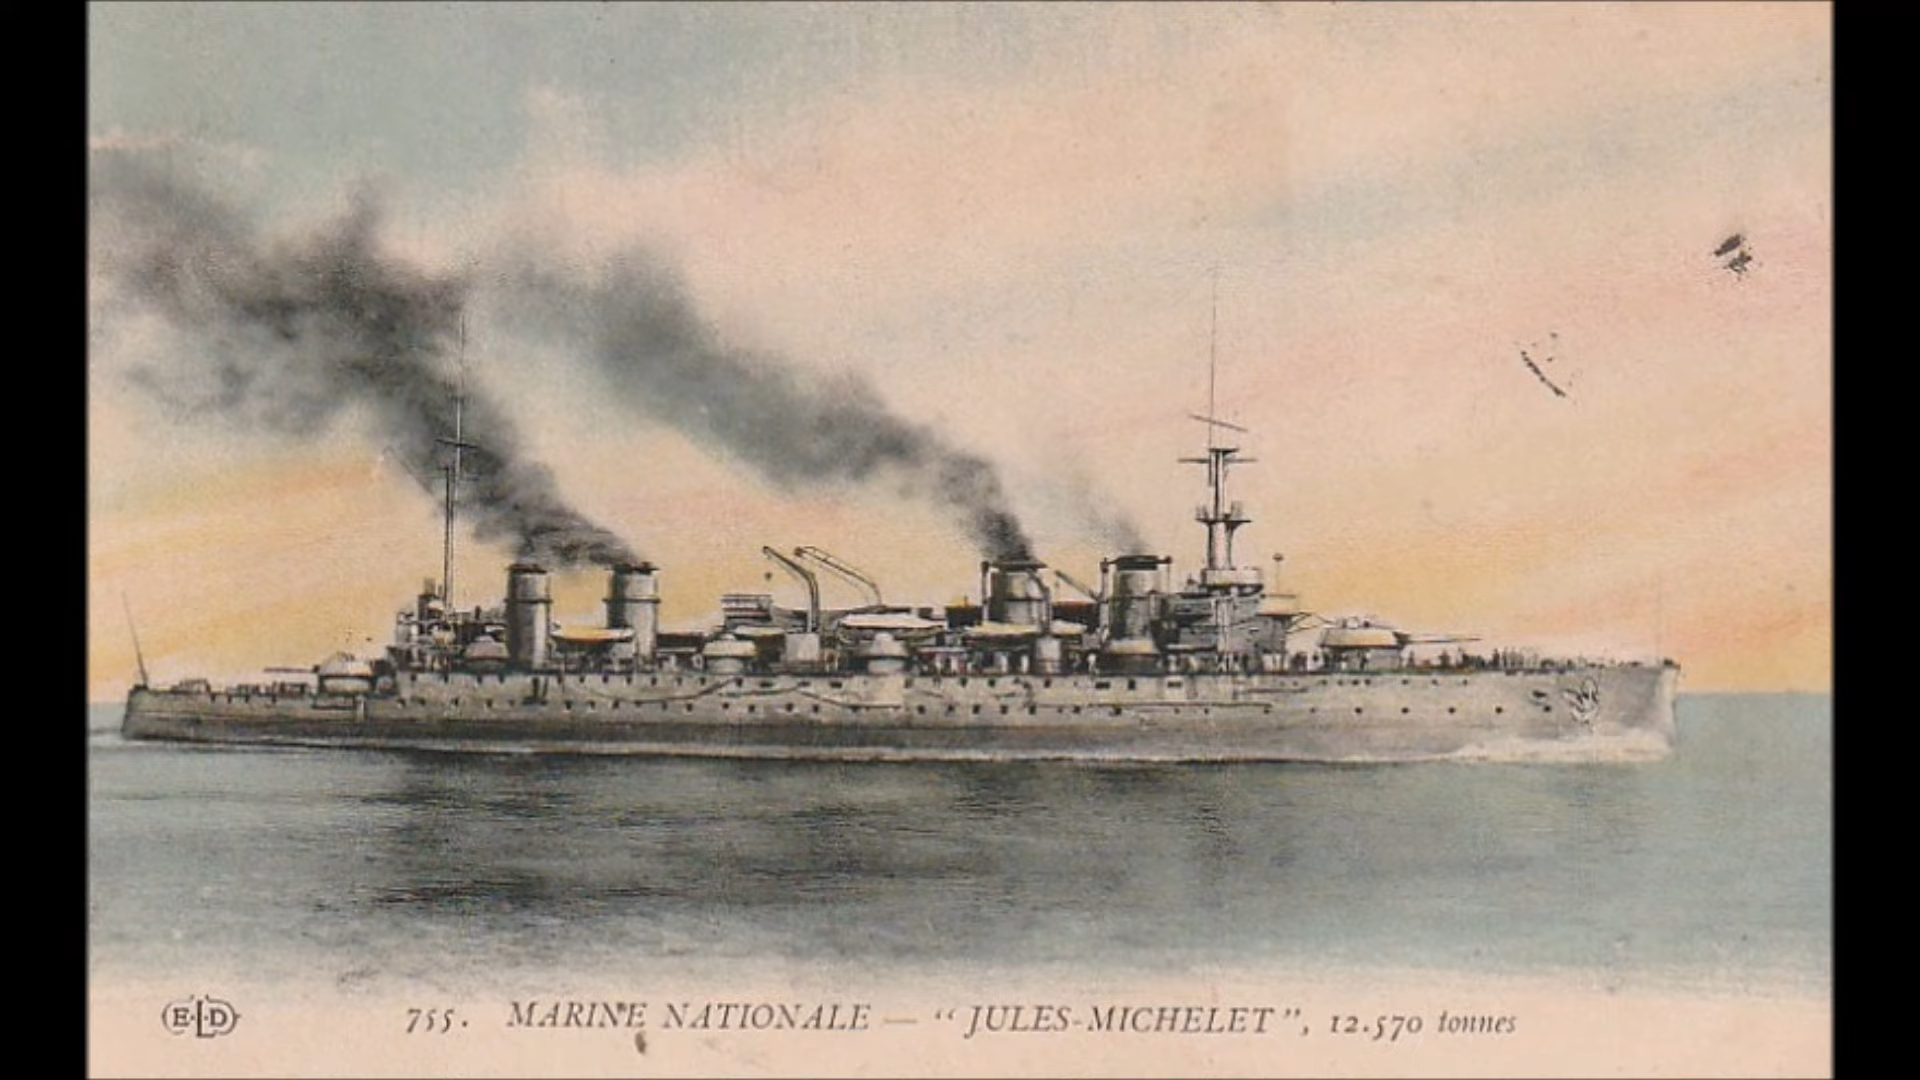 E.L.D 755. MARINE NATIONALE — “JULES-MICHELET”, 12.570 tonnes